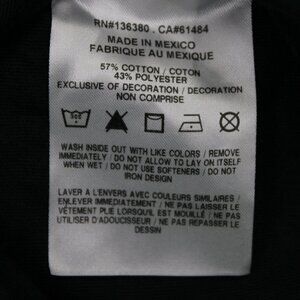 RN#136380 . CA#61484
MADE IN MEXICO
FABRIQUE AU MEXIQUE
57% COTTON / COTON
43% POLYESTER
EXCLUSIVE OF DECORATION / DECORATION
NON COMPRISE
WASH INSIDE OUT WITH LIKE COLORS / REMOVE
IMMEDIATELY / DO NOT ALLOW TO LAY ON ITSELF
WHEN WET / DO NOT USE SOFTENERS / DO NOT
IRON DESIGN
LAVER A L'ENVERS AVEC COULEURS SIMILAIRES /
ENLEVER IMMEDIATEMENT / NE PAS LAISSER LE
VÉTEMENT PLIE LORSQU'IL EST MOUILLÉ / NE PAS
UTILISER D'ADOUCISSEUR / NE PAS REPASSER LE
DESSIN